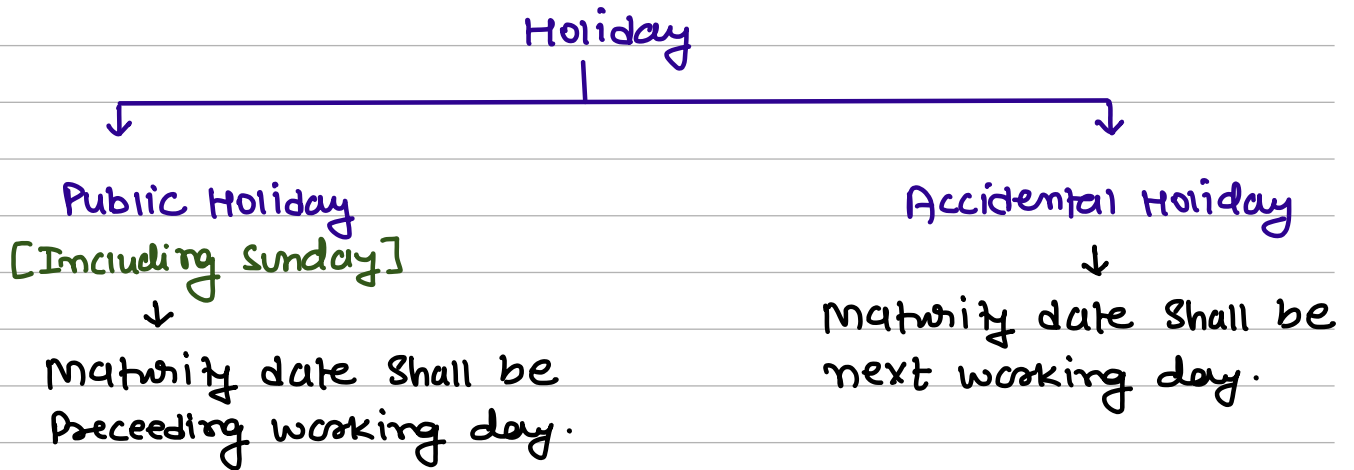 Holiday
Public Holiday
[Including Sunday]
Maturity date shall be
Preceeding working day.
Accidental Holiday
Maturity date shall be
next working day.